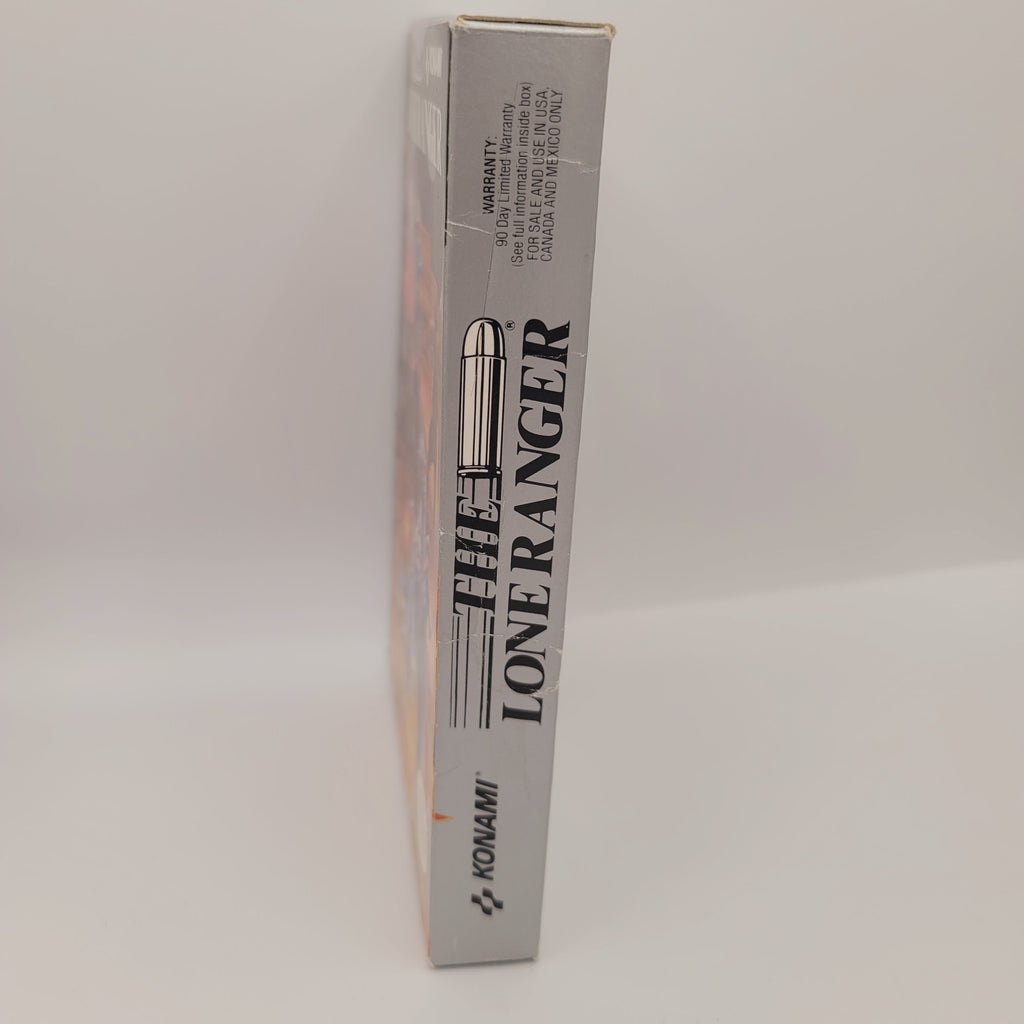 KONAMI
THE
LONE RANGER®
WARRANTY:
90 Day Limited Warranty
(See full information inside box)
FOR SALE AND USE IN USA,
CANADA AND MEXICO ONLY